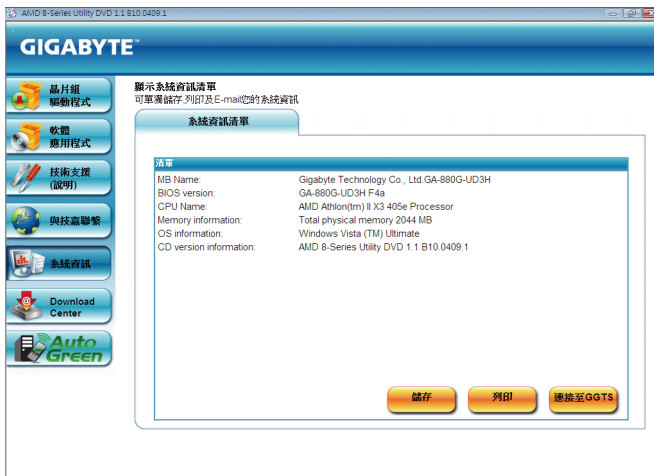 AMD 8-Series Utility DVD 1.1 B10.0409.1
GIGABYTE™
晶片組
驅動程式
軟體
應用程式
技術支援
(說明)
與技嘉聯繫
系統資訊
Download
Center
Auto
Green
顯示系統資訊清單
可單瀏儲存,列印及E-mail您的系統資訊
系統資訊清單
清單
MB Name: Gigabyte Technology Co., Ltd.GA-880G-UD3H
BIOS version: GA-880G-UD3H F4a
CPU Name: AMD Athlon(tm) II X3 405e Processor
Memory information: Total physical memory 2044 MB
OS information: Windows Vista (TM) Ultimate
CD version information: AMD 8-Series Utility DVD 1.1 B10.0409.1
儲存
列印
連接至GGTS